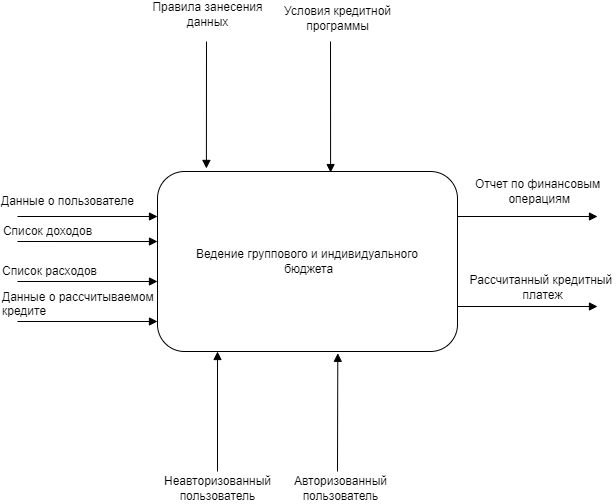 Правила занесения
данных
Условия кредитной
программы
Данные о пользователе
Список доходов
Список расходов
Данные о рассчитываемом
кредите
Ведение группового и индивидуального
бюджета
Отчет по финансовым
операциям
Рассчитанный кредитный
платеж
Неавторизованный
пользователь
Авторизованный
пользователь